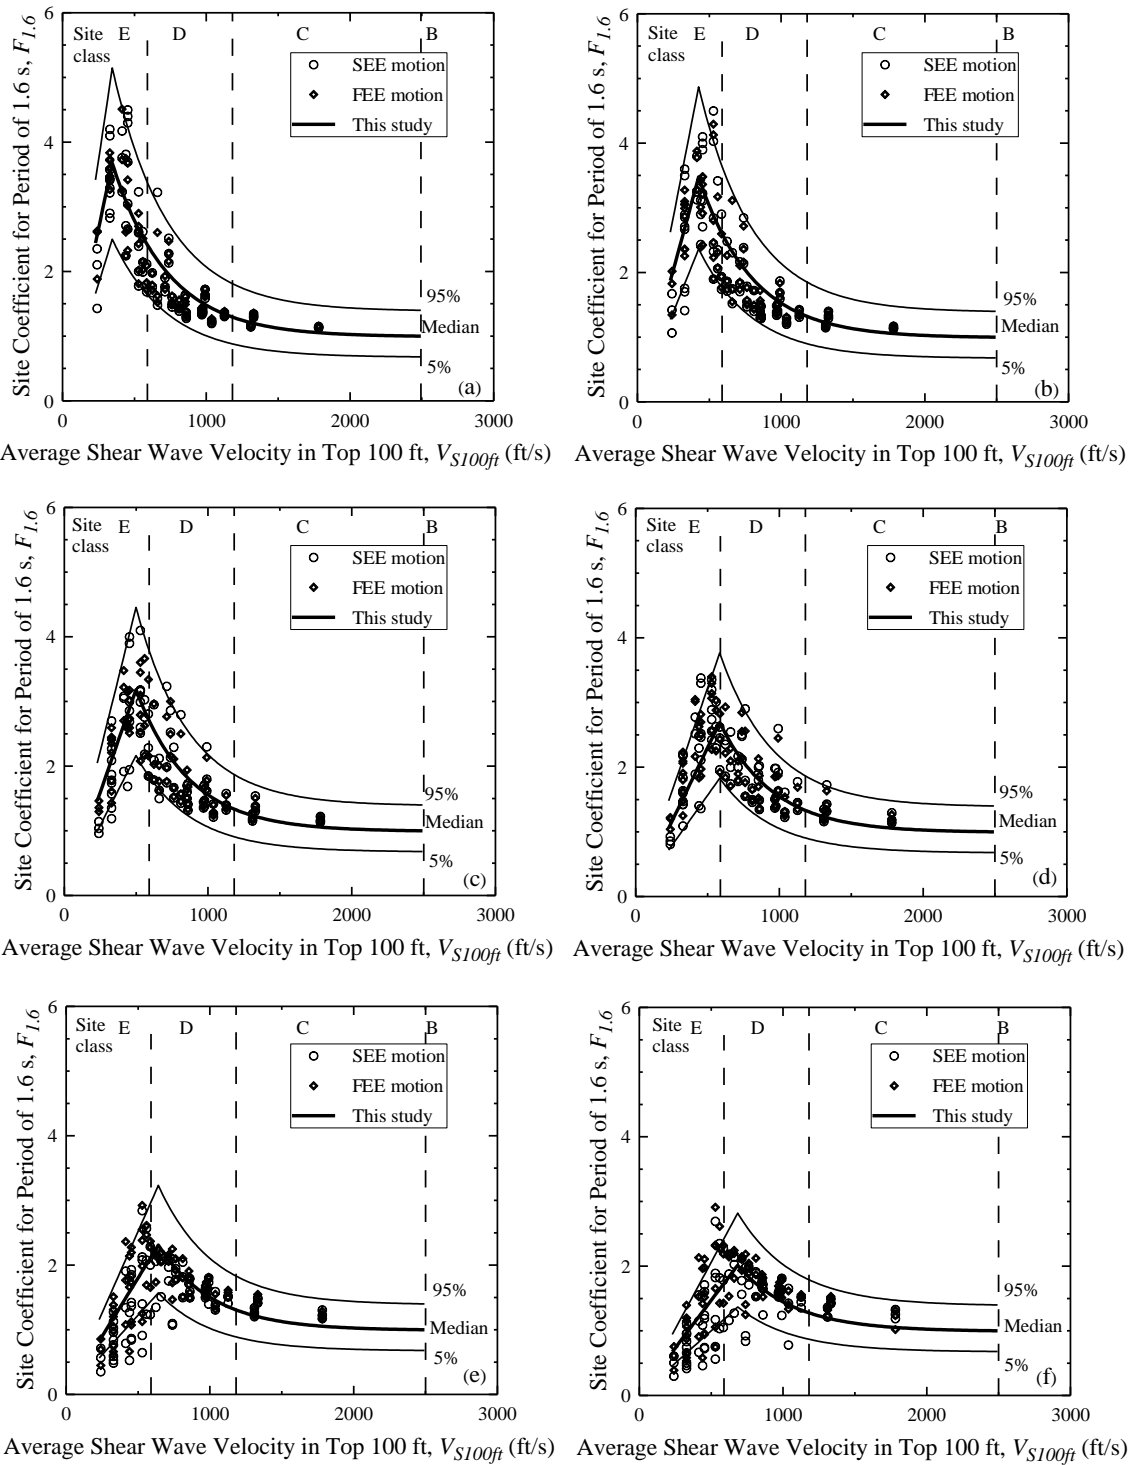 Site Coefficient for Period of 1.6 s, F1.6
6
4
2
0
Site class
E
D
C
B
SEE motion
FEE motion
This study
95%
Median
5%
(a)
0 1000 2000 3000
Average Shear Wave Velocity in Top 100 ft, VS100ft (ft/s)
Site Coefficient for Period of 1.6 s, F1.6
6
4
2
0
Site class
E
D
C
B
SEE motion
FEE motion
This study
95%
Median
5%
(b)
0 1000 2000 3000
Average Shear Wave Velocity in Top 100 ft, VS100ft (ft/s)
Site Coefficient for Period of 1.6 s, F1.6
6
4
2
0
Site class
E
D
C
B
SEE motion
FEE motion
This study
95%
Median
5%
(c)
0 1000 2000 3000
Average Shear Wave Velocity in Top 100 ft, VS100ft (ft/s)
Site Coefficient for Period of 1.6 s, F1.6
6
4
2
0
Site class
E
D
C
B
SEE motion
FEE motion
This study
95%
Median
5%
(d)
0 1000 2000 3000
Average Shear Wave Velocity in Top 100 ft, VS100ft (ft/s)
Site Coefficient for Period of 1.6 s, F1.6
6
4
2
0
Site class
E
D
C
B
SEE motion
FEE motion
This study
95%
Median
5%
(e)
0 1000 2000 3000
Average Shear Wave Velocity in Top 100 ft, VS100ft (ft/s)
Site Coefficient for Period of 1.6 s, F1.6
6
4
2
0
Site class
E
D
C
B
SEE motion
FEE motion
This study
95%
Median
5%
(f)
0 1000 2000 3000
Average Shear Wave Velocity in Top 100 ft, VS100ft (ft/s)